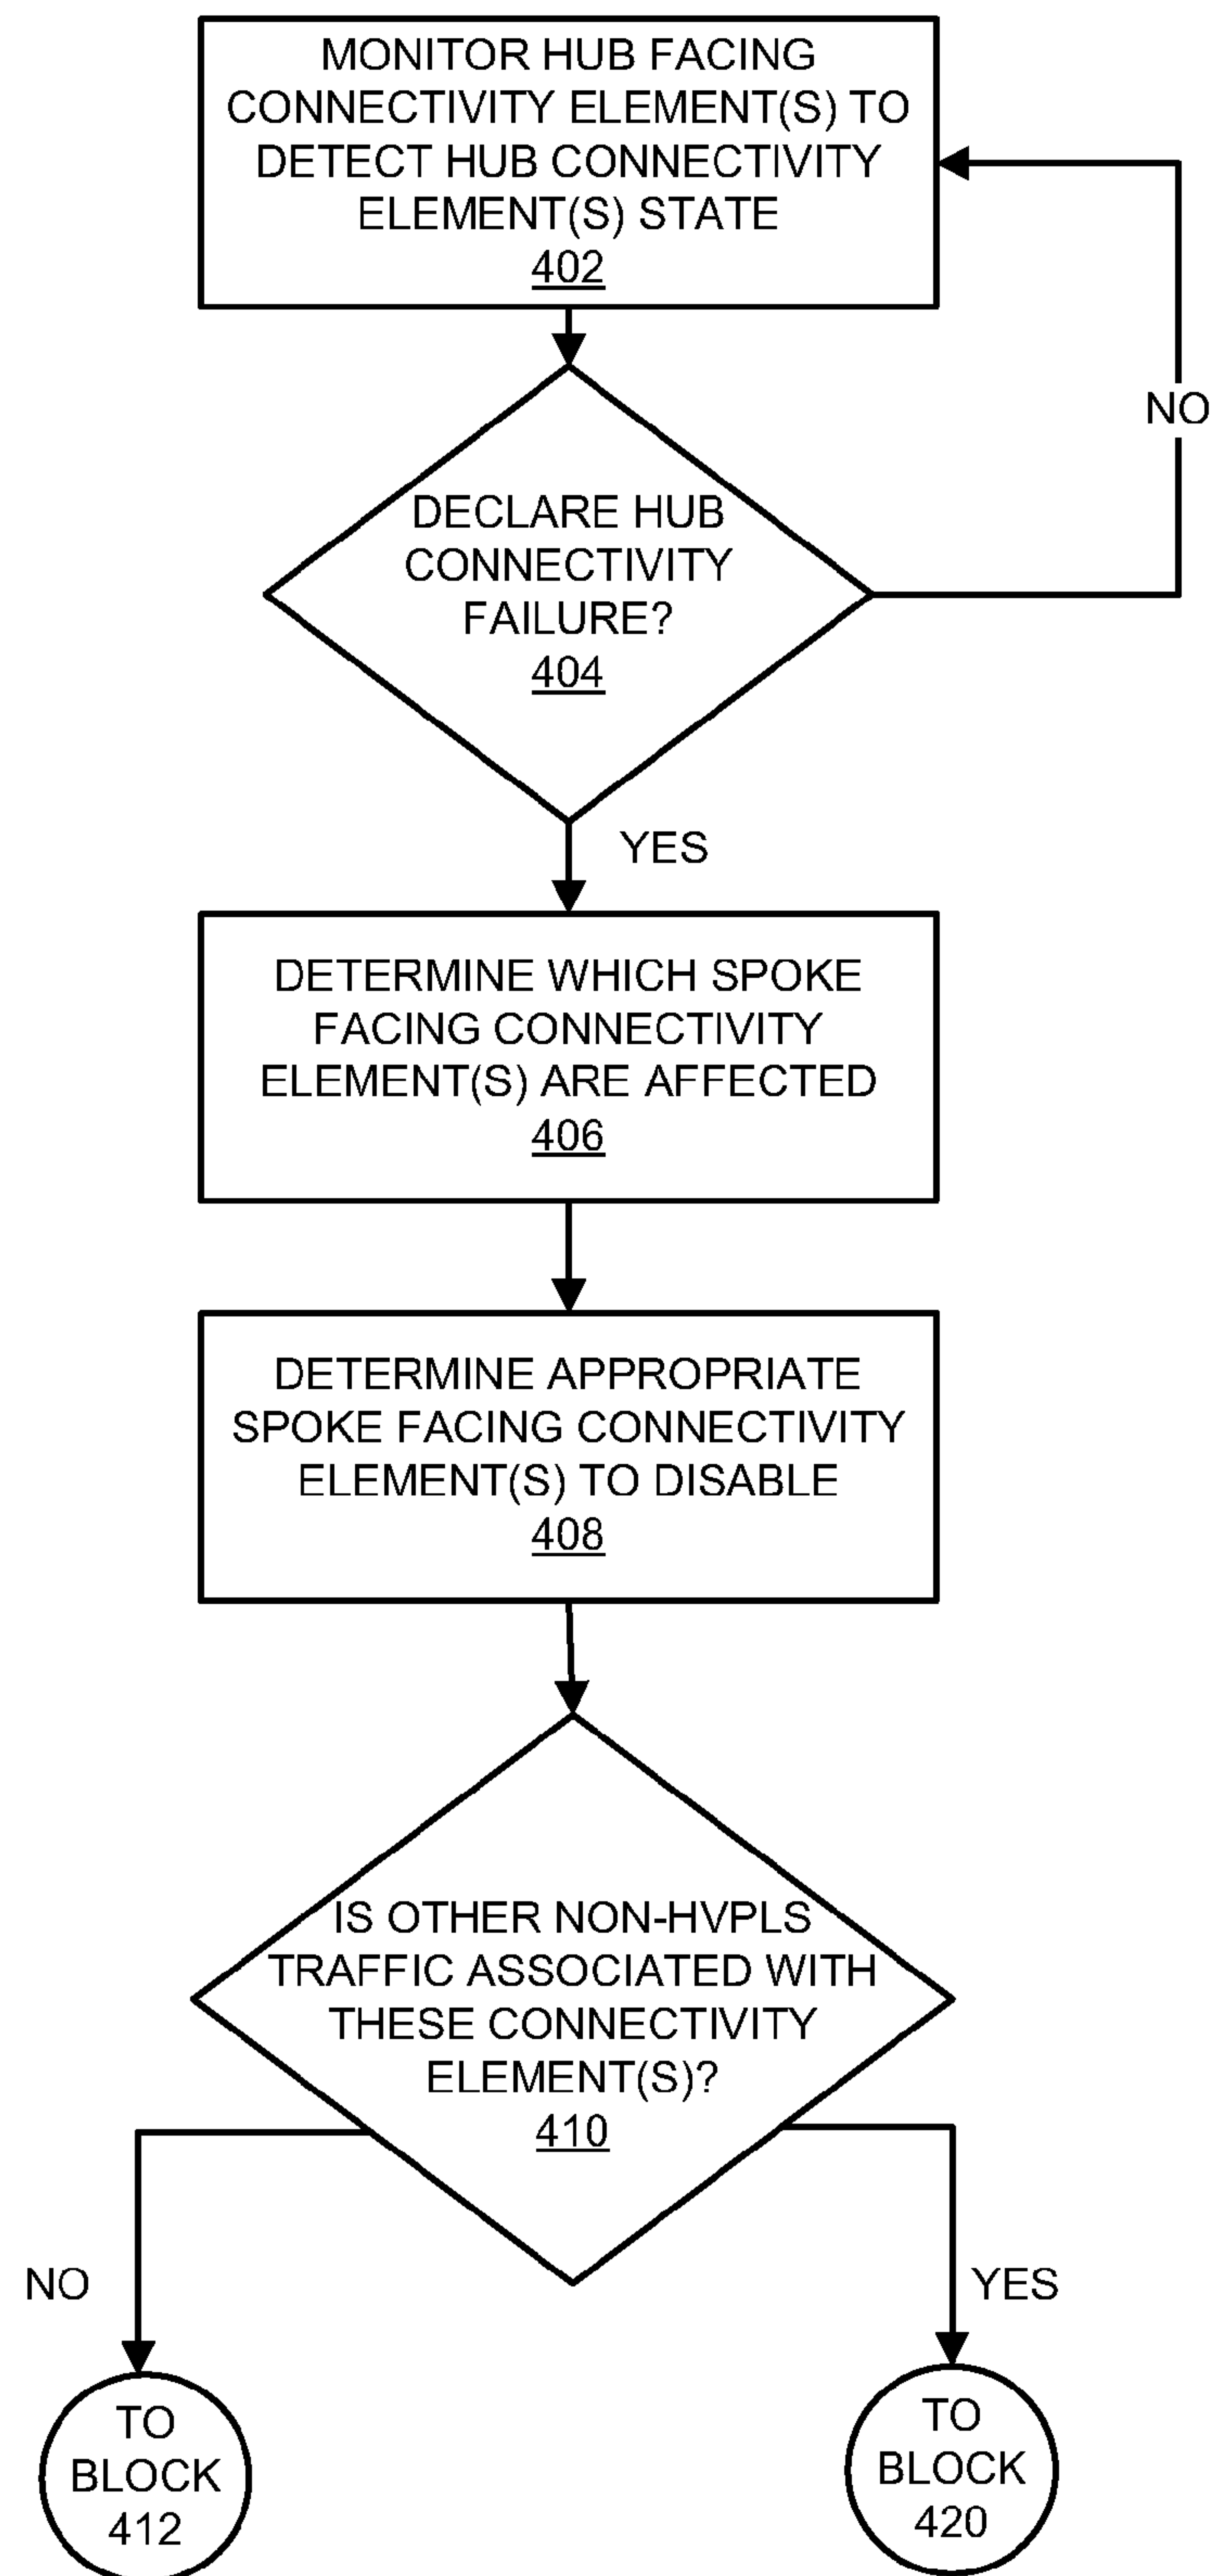 MONITOR HUB FACING
CONNECTIVITY ELEMENT(S) TO
DETECT HUB CONNECTIVITY
ELEMENT(S) STATE
402
NO
DECLARE HUB
CONNECTIVITY
FAILURE?
404
YES
DETERMINE WHICH SPOKE
FACING CONNECTIVITY
ELEMENT(S) ARE AFFECTED
406
DETERMINE APPROPRIATE
SPOKE FACING CONNECTIVITY
ELEMENT(S) TO DISABLE
408
IS OTHER NON-HVPLS
TRAFFIC ASSOCIATED WITH
THESE CONNECTIVITY
ELEMENT(S)?
410
NO
YES
TO
BLOCK
412
TO
BLOCK
420